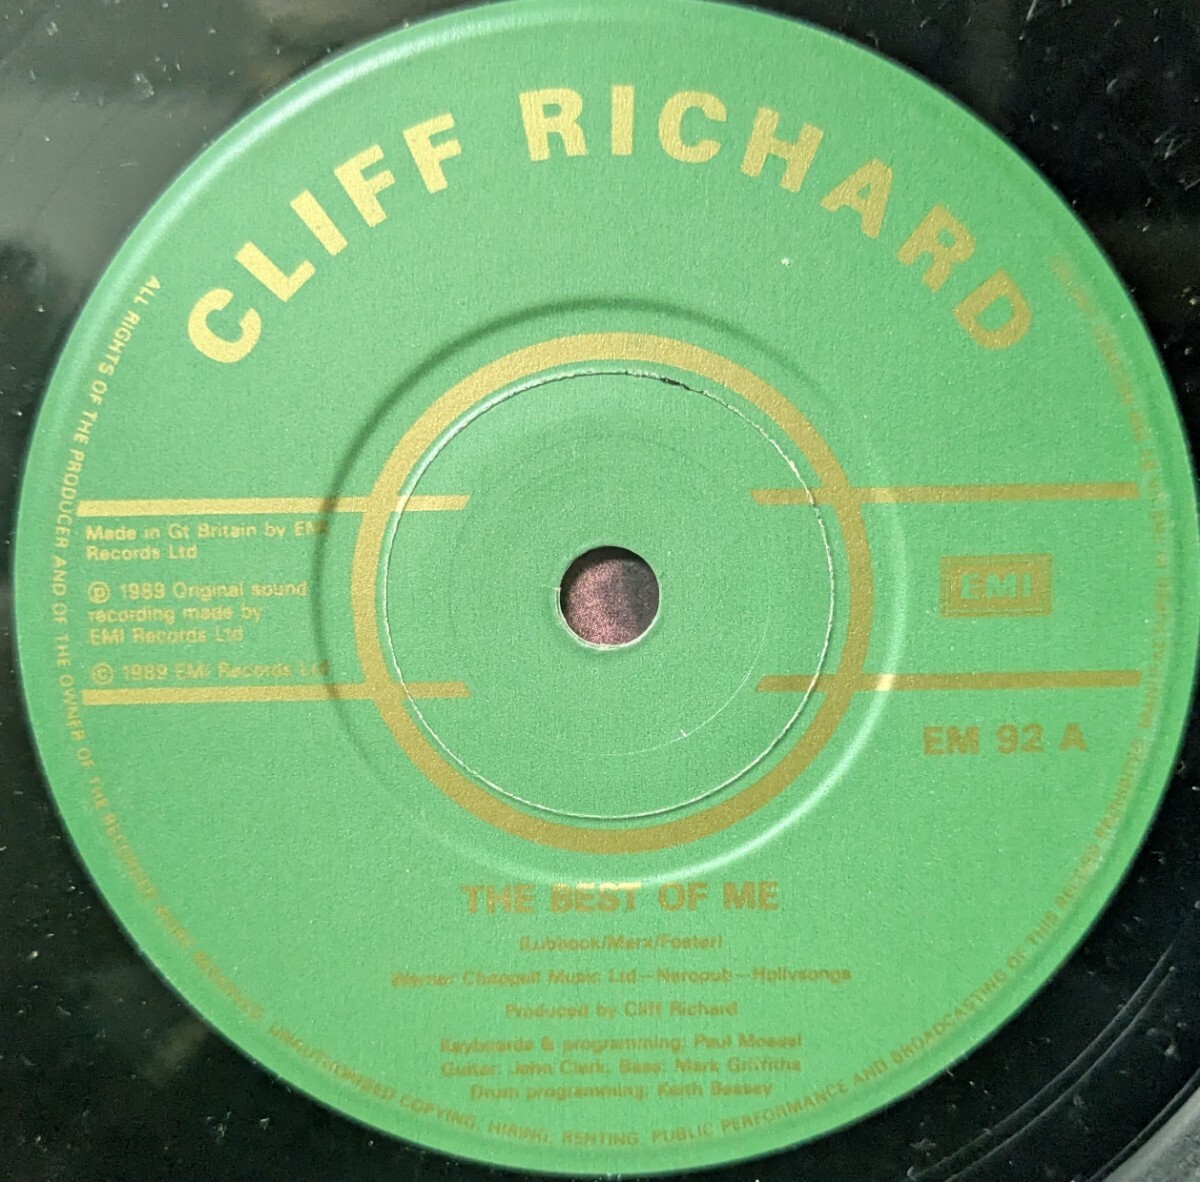 CLIFF RICHARD
Made in Gt Britain by EMI
Records Ltd
℗ 1989 Original sound
recording made by
EMI Records Ltd
© 1989 EMI Records Ltd
EMI
EM 92 A
THE BEST OF ME
(Lubbock/Marx/Foster)
Warner Chappell Music Ltd–Neropub–Hollysongs
Produced by Cliff Richard
Keyboards & programming: Paul Moessl
Guitar: John Clark. Bass: Mark Griffiths
Drum programming: Keith Bessey
ALL RIGHTS OF THE PRODUCER AND OF THE OWNER OF THE RECORDED WORK RESERVED. UNAUTHORISED COPYING, HIRING, RENTING, PUBLIC PERFORMANCE AND BROADCASTING OF THIS RECORD PROHIBITED.